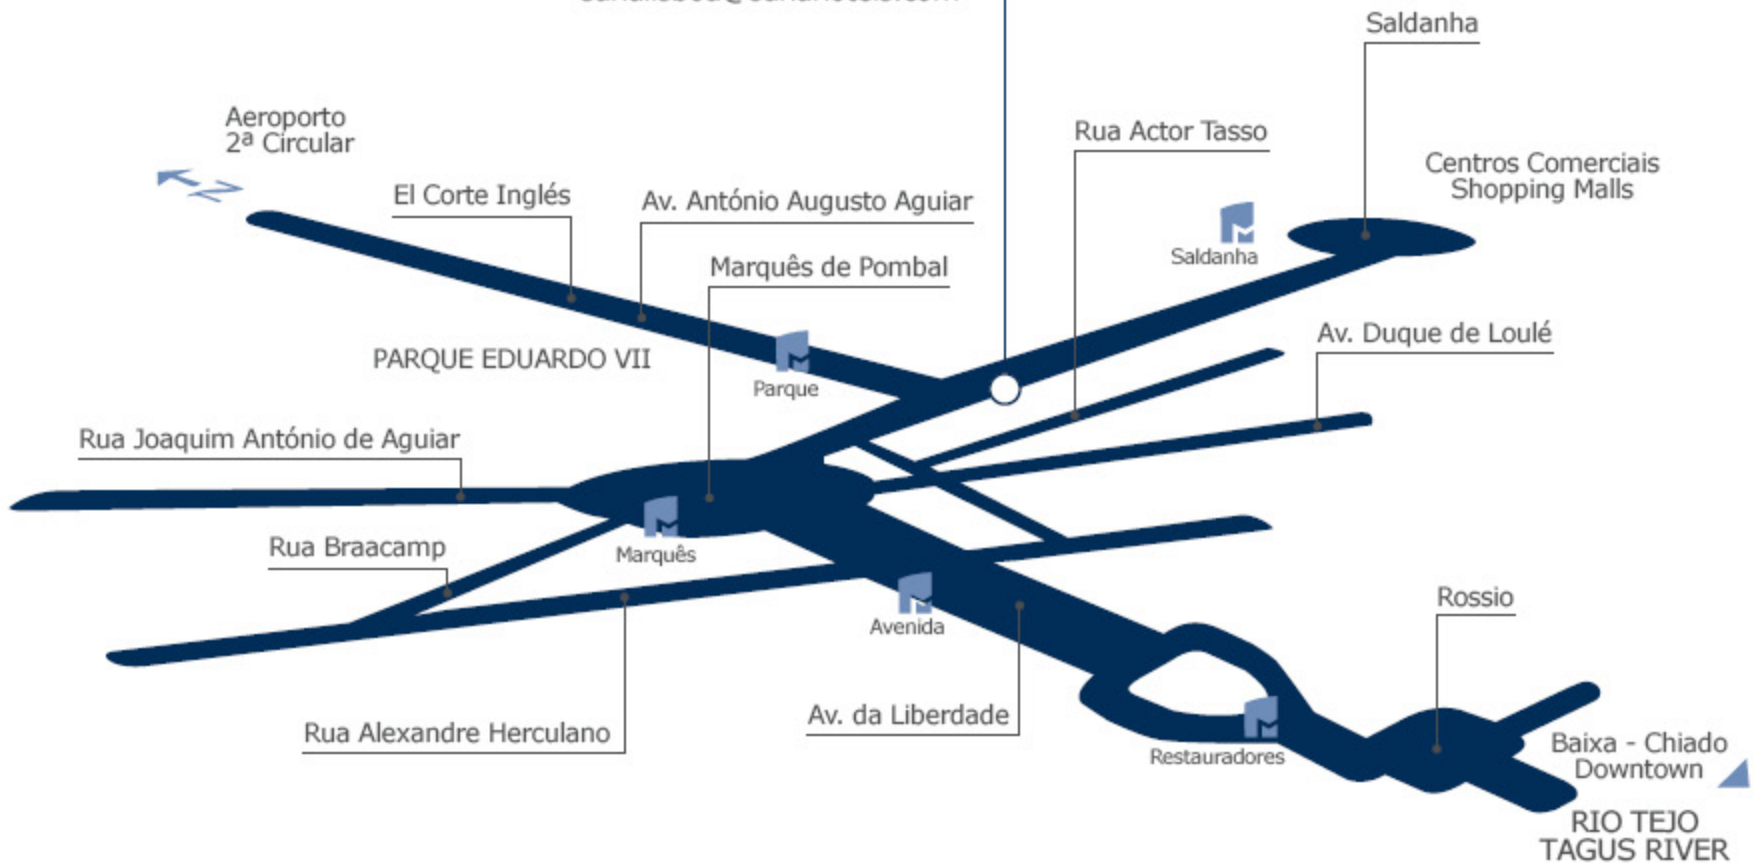 Saldanha
Aeroporto
2ª Circular
Rua Actor Tasso
Centros Comerciais
Shopping Malls
El Corte Inglés
Av. António Augusto Aguiar
N
Saldanha
Marquês de Pombal
Av. Duque de Loulé
PARQUE EDUARDO VII
Parque
Rua Joaquim António de Aguiar
Rua Braacamp
Marquês
Avenida
Rossio
Av. da Liberdade
Rua Alexandre Herculano
Restauradores
Baixa - Chiado
Downtown
RIO TEJO
TAGUS RIVER